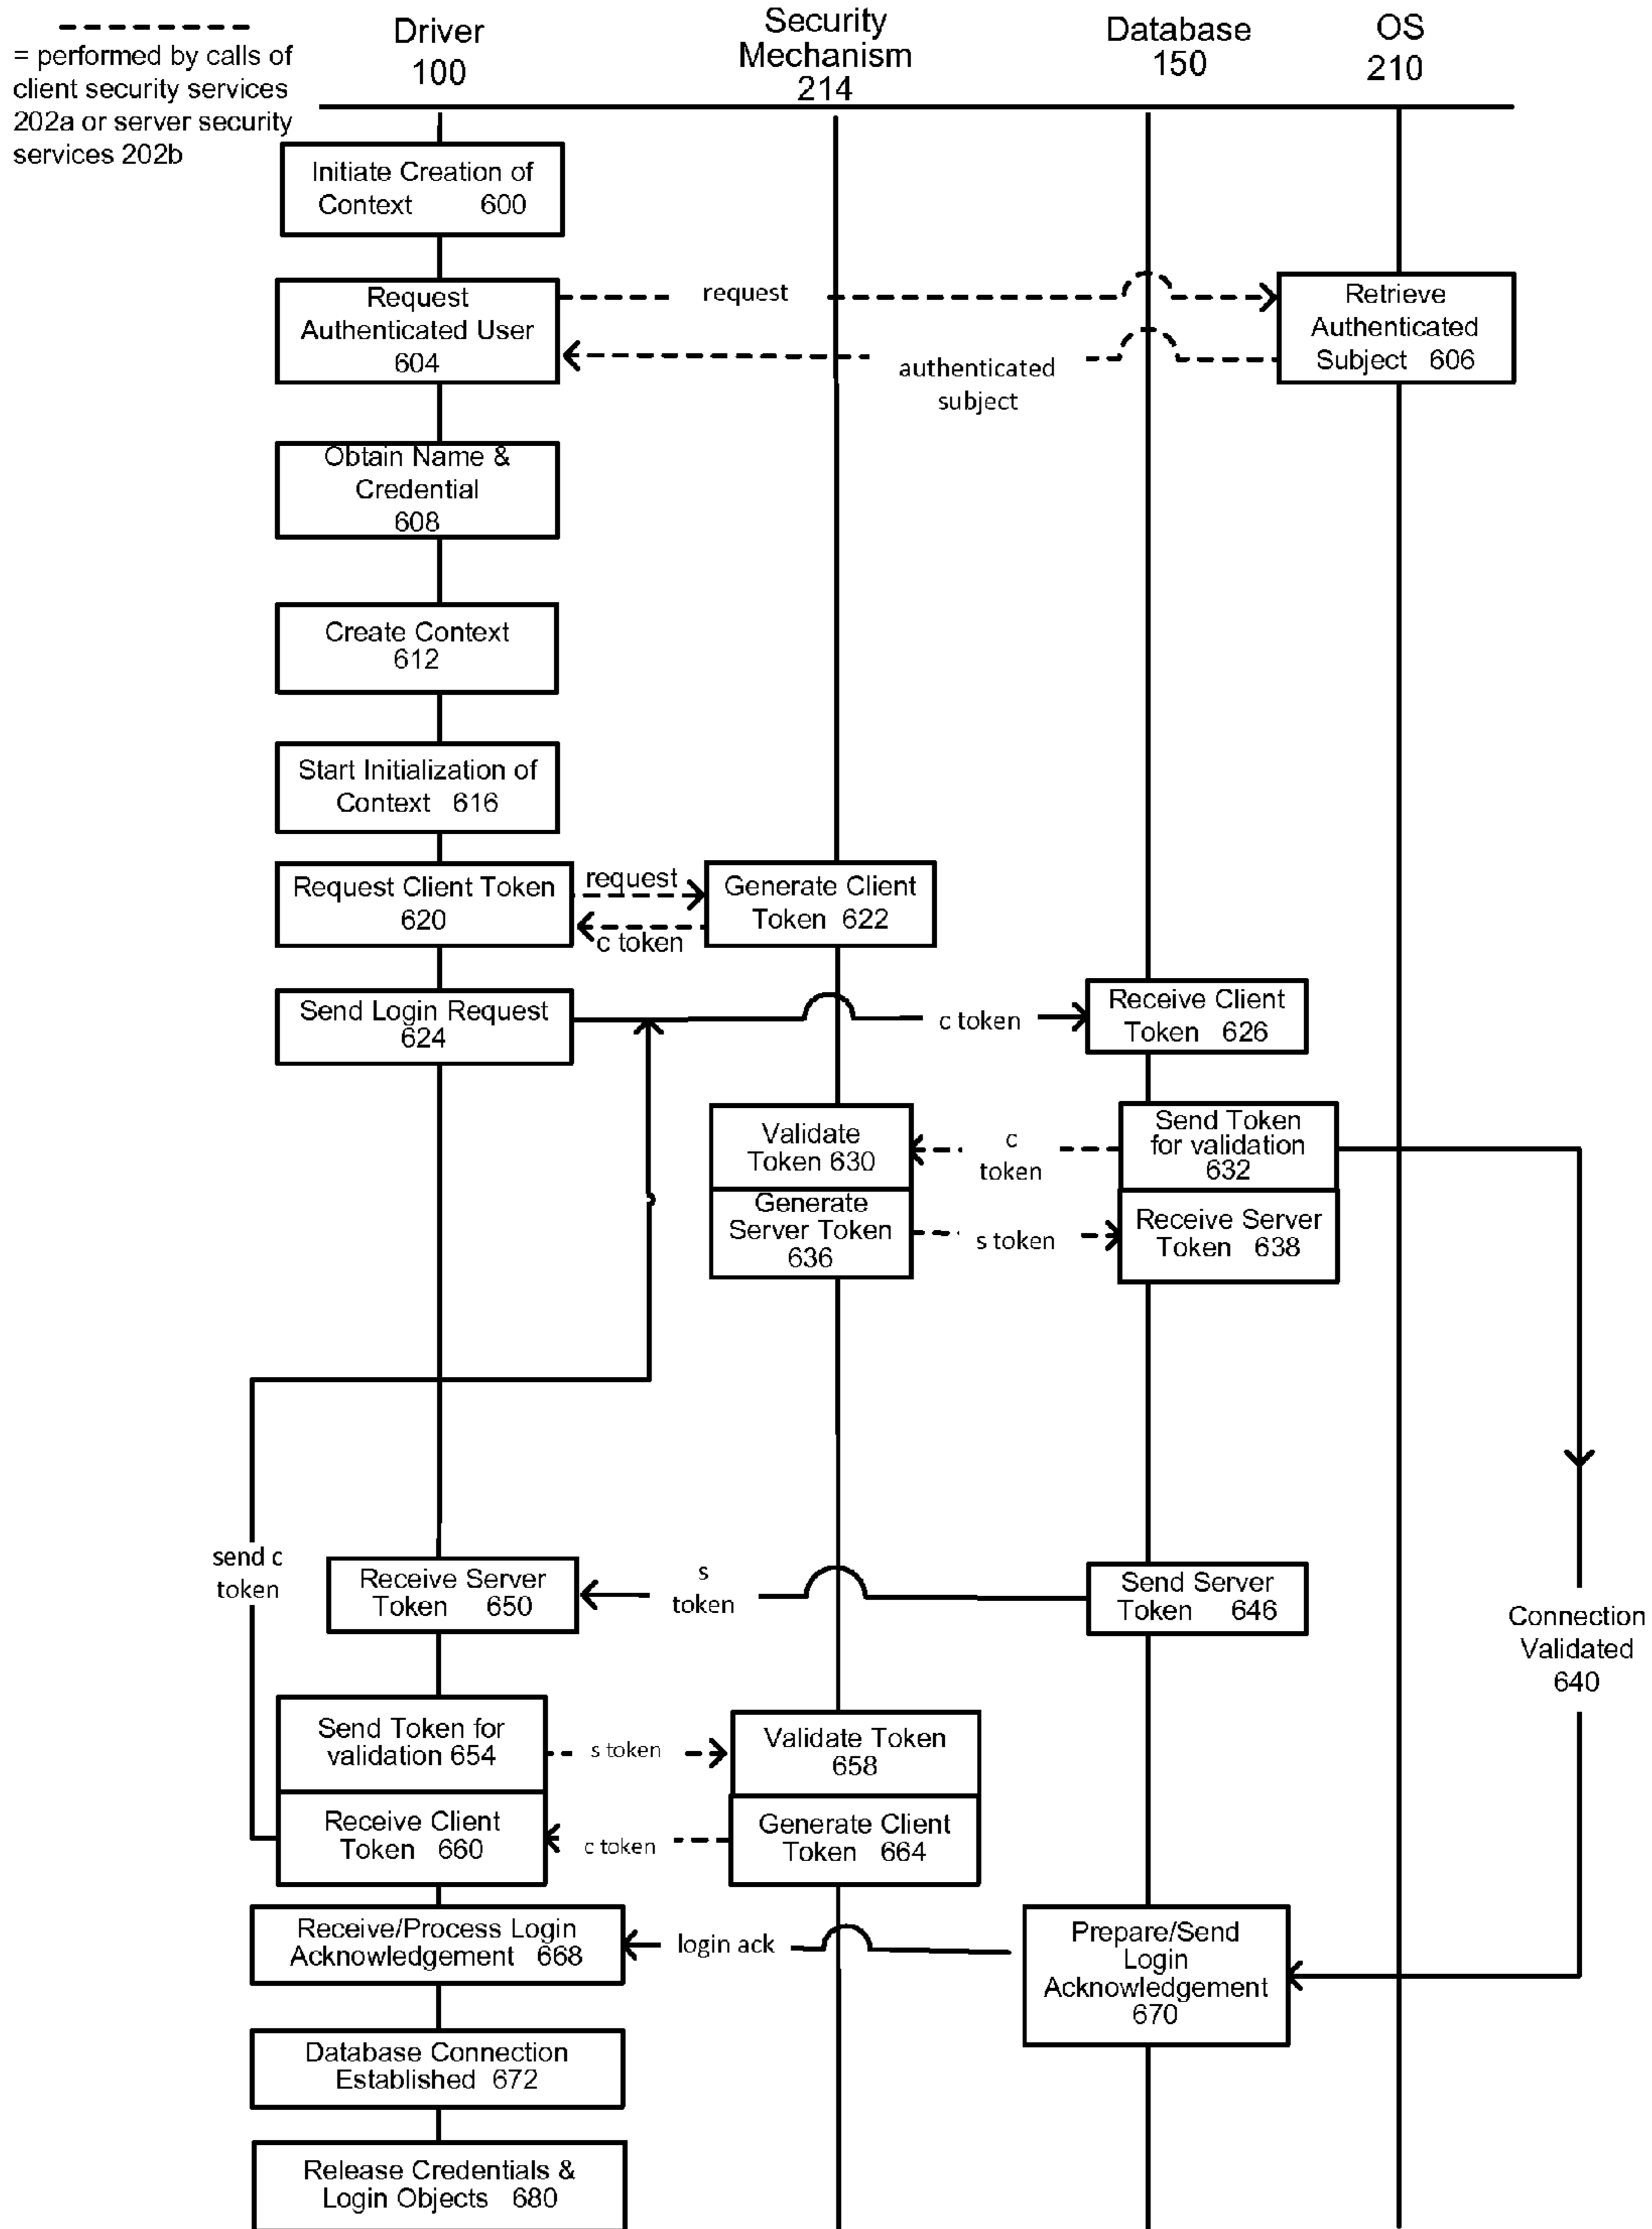 = performed by calls of
client security services
202a or server security
services 202b
Driver
100
Security
Mechanism
214
Database
150
OS
210
Initiate Creation of
Context 600
Request
Authenticated User
604
request
Retrieve
Authenticated
Subject 606
authenticated
subject
Obtain Name &
Credential
608
Create Context
612
Start Initialization of
Context 616
Request Client Token
620
request
c token
Generate Client
Token 622
Send Login Request
624
c token
Receive Client
Token 626
Validate
Token 630
c
token
Send Token
for validation
632
Generate
Server Token
636
s token
Receive Server
Token 638
send c
token
Receive Server
Token 650
s
token
Send Server
Token 646
Connection
Validated
640
Send Token for
validation 654
s token
Validate Token
658
Receive Client
Token 660
c token
Generate Client
Token 664
Receive/Process Login
Acknowledgement 668
login ack
Prepare/Send
Login
Acknowledgement
670
Database Connection
Established 672
Release Credentials &
Login Objects 680